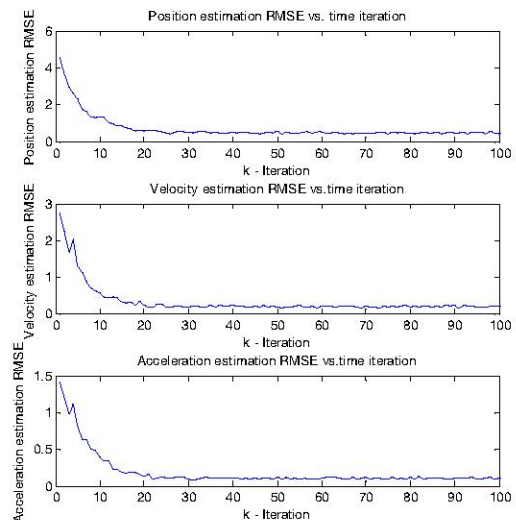 Position estimation RMSE vs. time iteration
Position estimation RMSE
6
4
2
0
0 10 20 30 40 50 60 70 80 90 100
k - Iteration
Velocity estimation RMSE vs.time iteration
Velocity estimation RMSE
3
2
1
0
0 10 20 30 40 50 60 70 80 90 100
k - Iteration
Acceleration estimation RMSE vs.time iteration
Acceleration estimation RMSE
1.5
1
0.5
0
0 10 20 30 40 50 60 70 80 90 100
k - Iteration